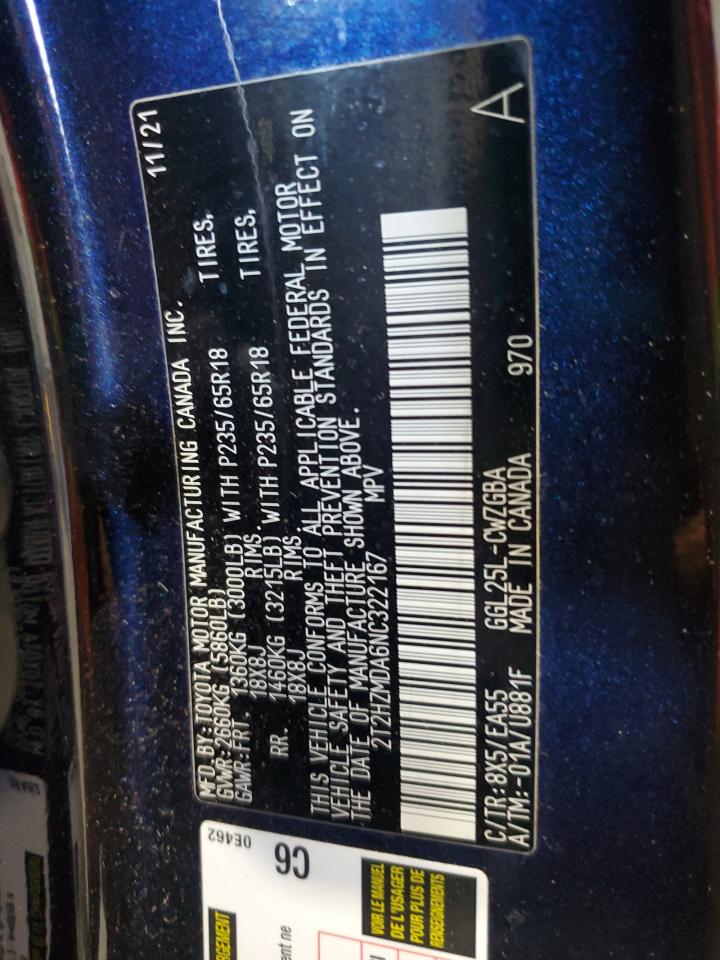 MFD.BY:TOYOTA MOTOR MANUFACTURING CANADA INC. 11/21
GVWR:2660KG (5860LB)
GAWR:FRT. 1360KG (3000LB) WITH P235/65R18 TIRES,
18X8J RIMS.
RR. 1460KG (3215LB) WITH P235/65R18 TIRES,
18X8J RIMS
THIS VEHICLE CONFORMS TO ALL APPLICABLE FEDERAL MOTOR
VEHICLE SAFETY AND THEFT PREVENTION STANDARDS IN EFFECT ON
THE DATE OF MANUFACTURE SHOWN ABOVE.
2T2HZMDA6NC322167 MPV
C/TR:8X5/EA55 GGL25L-CWZGBA
A/TM:-01A/U881F MADE IN CANADA 970
A
0E462
C6
VOIR LE MANUEL
DE L'USAGER
POUR PLUS DE
RENSEIGNEMENTS